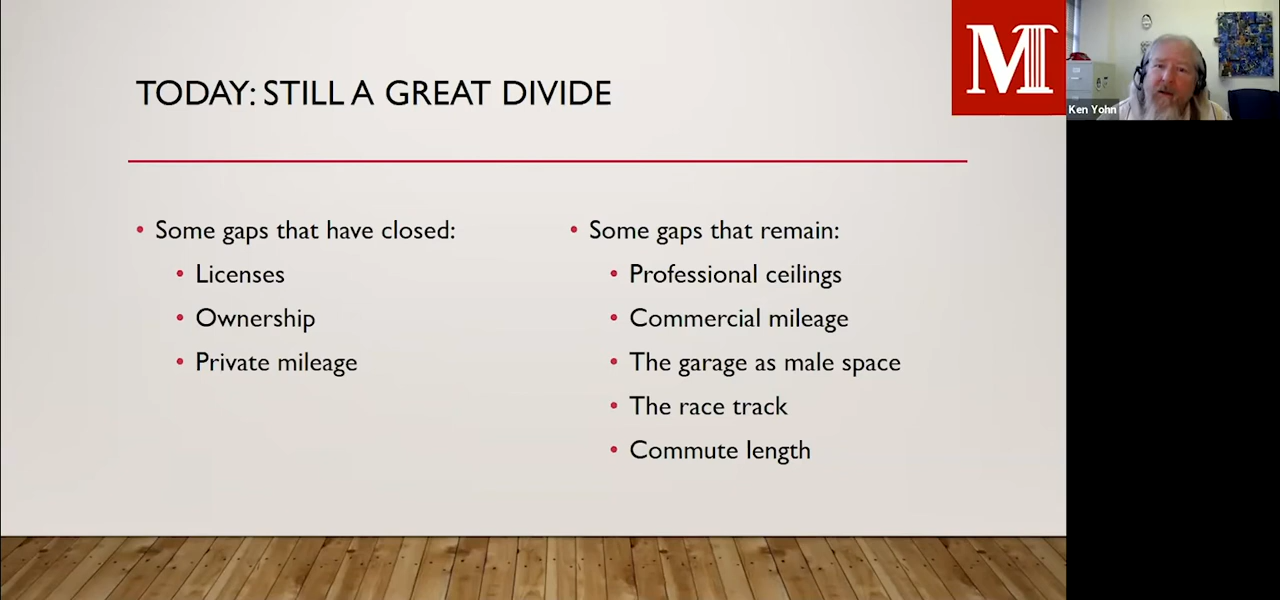 TODAY: STILL A GREAT DIVIDE
M
Ken Yohn
• Some gaps that have closed:
• Licenses
• Ownership
• Private mileage
• Some gaps that remain:
• Professional ceilings
• Commercial mileage
• The garage as male space
• The race track
• Commute length